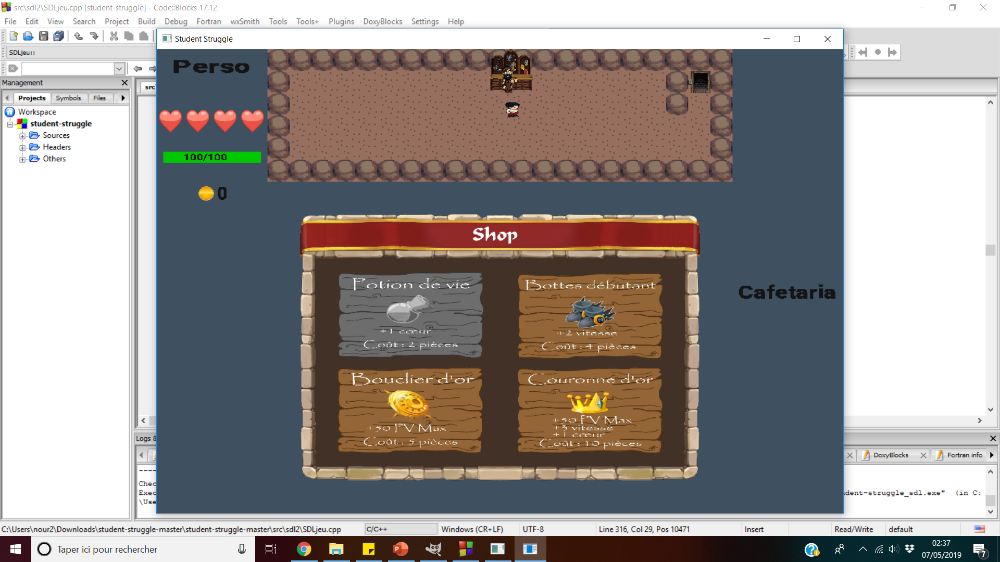 src\sdl2\SDLjeu.cpp [student-struggle] - Code::Blocks 17.12
File Edit View Search Project Build Debug Fortran wxSmith Tools Tools+ Plugins DoxyBlocks Settings Help
SDLjeu::
Management
Projects Symbols Files
Workspace
student-struggle
Sources
Headers
Others
src\
Student Struggle
Perso
100/100
0
Shop
Potion de vie
+1 cœur
Coût : 2 pièces
Bottes débutant
+2 vitesse
Coût : 4 pièces
Bouclier d'or
+50 PV Max
Coût : 5 pièces
Couronne d'or
+50 PV Max
+3 vitesse
+1 cœur
Coût : 10 pièces
Cafetaria
Logs &
DoxyBlocks
Fortran info
----
Chec
Exec
\Use
dent-struggle_sdl.exe" (in C:
C:\Users\nour2\Downloads\student-struggle-master\student-struggle-master\src\sdl2\SDLjeu.cpp
C/C++
Windows (CR+LF)
UTF-8
Line 316, Col 29, Pos 10471
Insert
Read/Write
default
Taper ici pour rechercher
02:37
07/05/2019
7